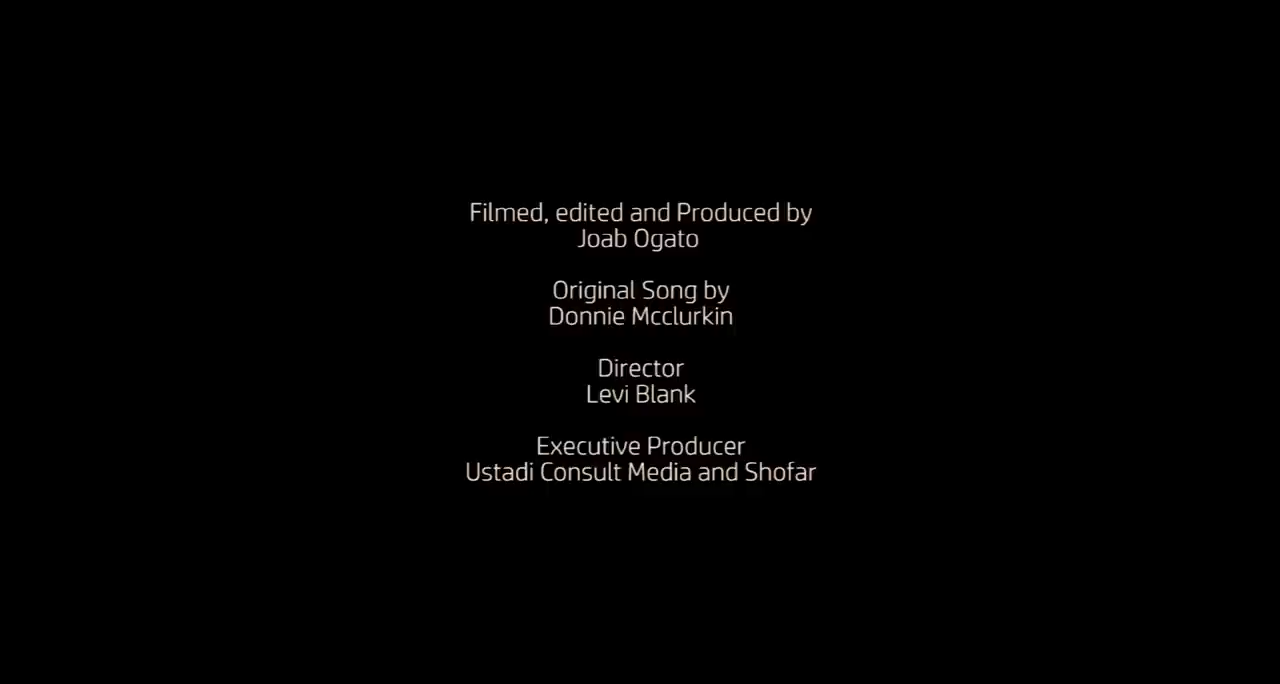 Filmed, edited and Produced by
Joab Ogato
Original Song by
Donnie Mcclurkin
Director
Levi Blank
Executive Producer
Ustadi Consult Media and Shofar